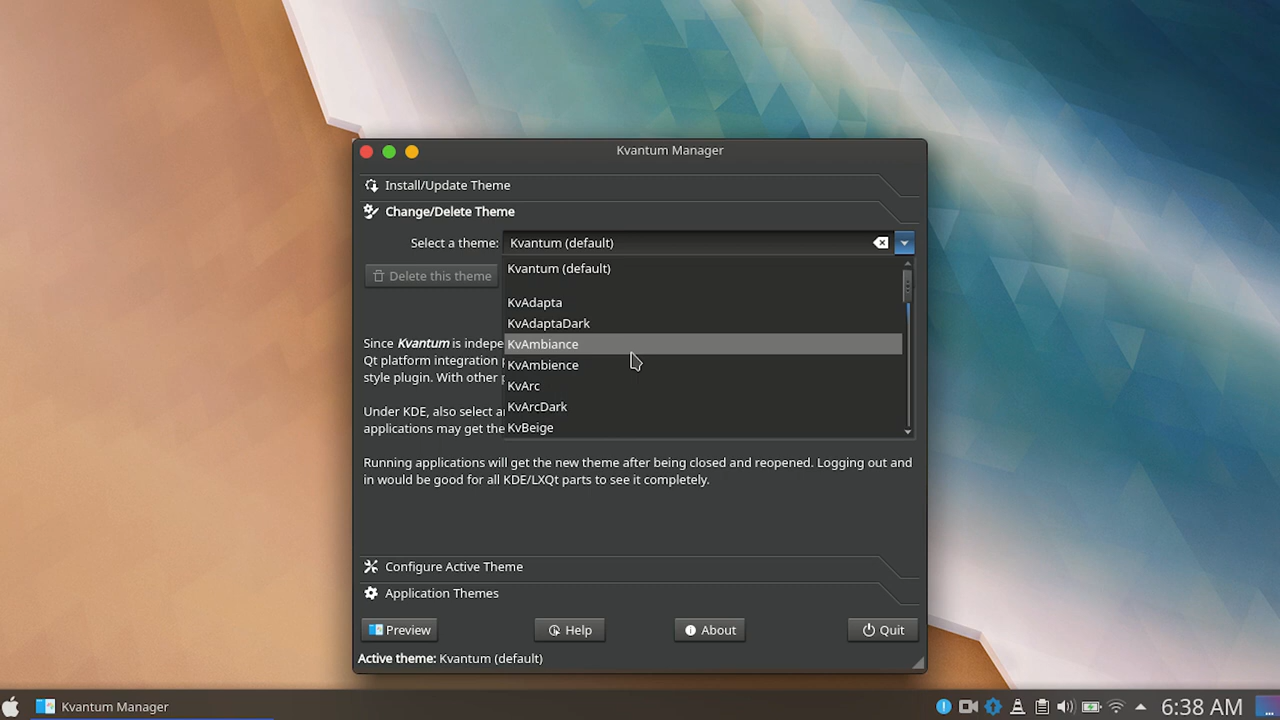 Kvantum Manager
Install/Update Theme
Change/Delete Theme
Select a theme: Kvantum (default)
Kvantum (default)
Delete this theme
KvAdapta
KvAdaptaDark
KvAmbiance
KvAmbience
KvArc
KvArcDark
KvBeige
Since Kvantum is indepe
Qt platform integration
style plugin. With other
Under KDE, also select a
applications may get the
Running applications will get the new theme after being closed and reopened. Logging out and
in would be good for all KDE/LXQt parts to see it completely.
Configure Active Theme
Application Themes
Preview Help About Quit
Active theme: Kvantum (default)
Kvantum Manager 6:38 AM